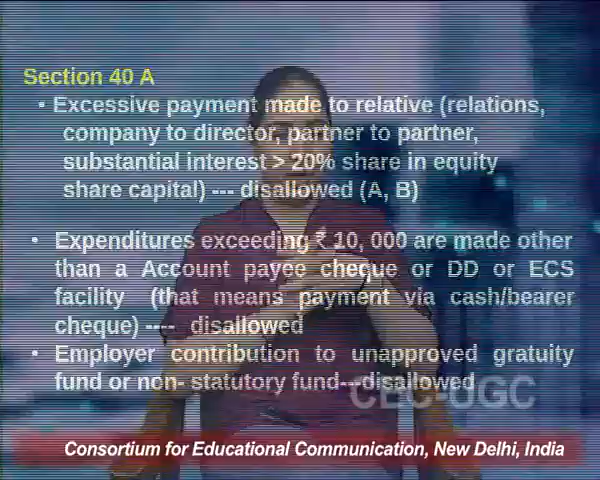 Section 40 A
▪ Excessive payment made to relative (relations,
company to director, partner to partner,
substantial interest > 20% share in equity
share capital) --- disallowed (A, B)
• Expenditures exceeding ₹ 10, 000 are made other
than a Account payee cheque or DD or ECS
facility (that means payment via cash/bearer
cheque) ---- disallowed
• Employer contribution to unapproved gratuity
fund or non- statutory fund---disallowed
CEC-UGC
Consortium for Educational Communication, New Delhi, India